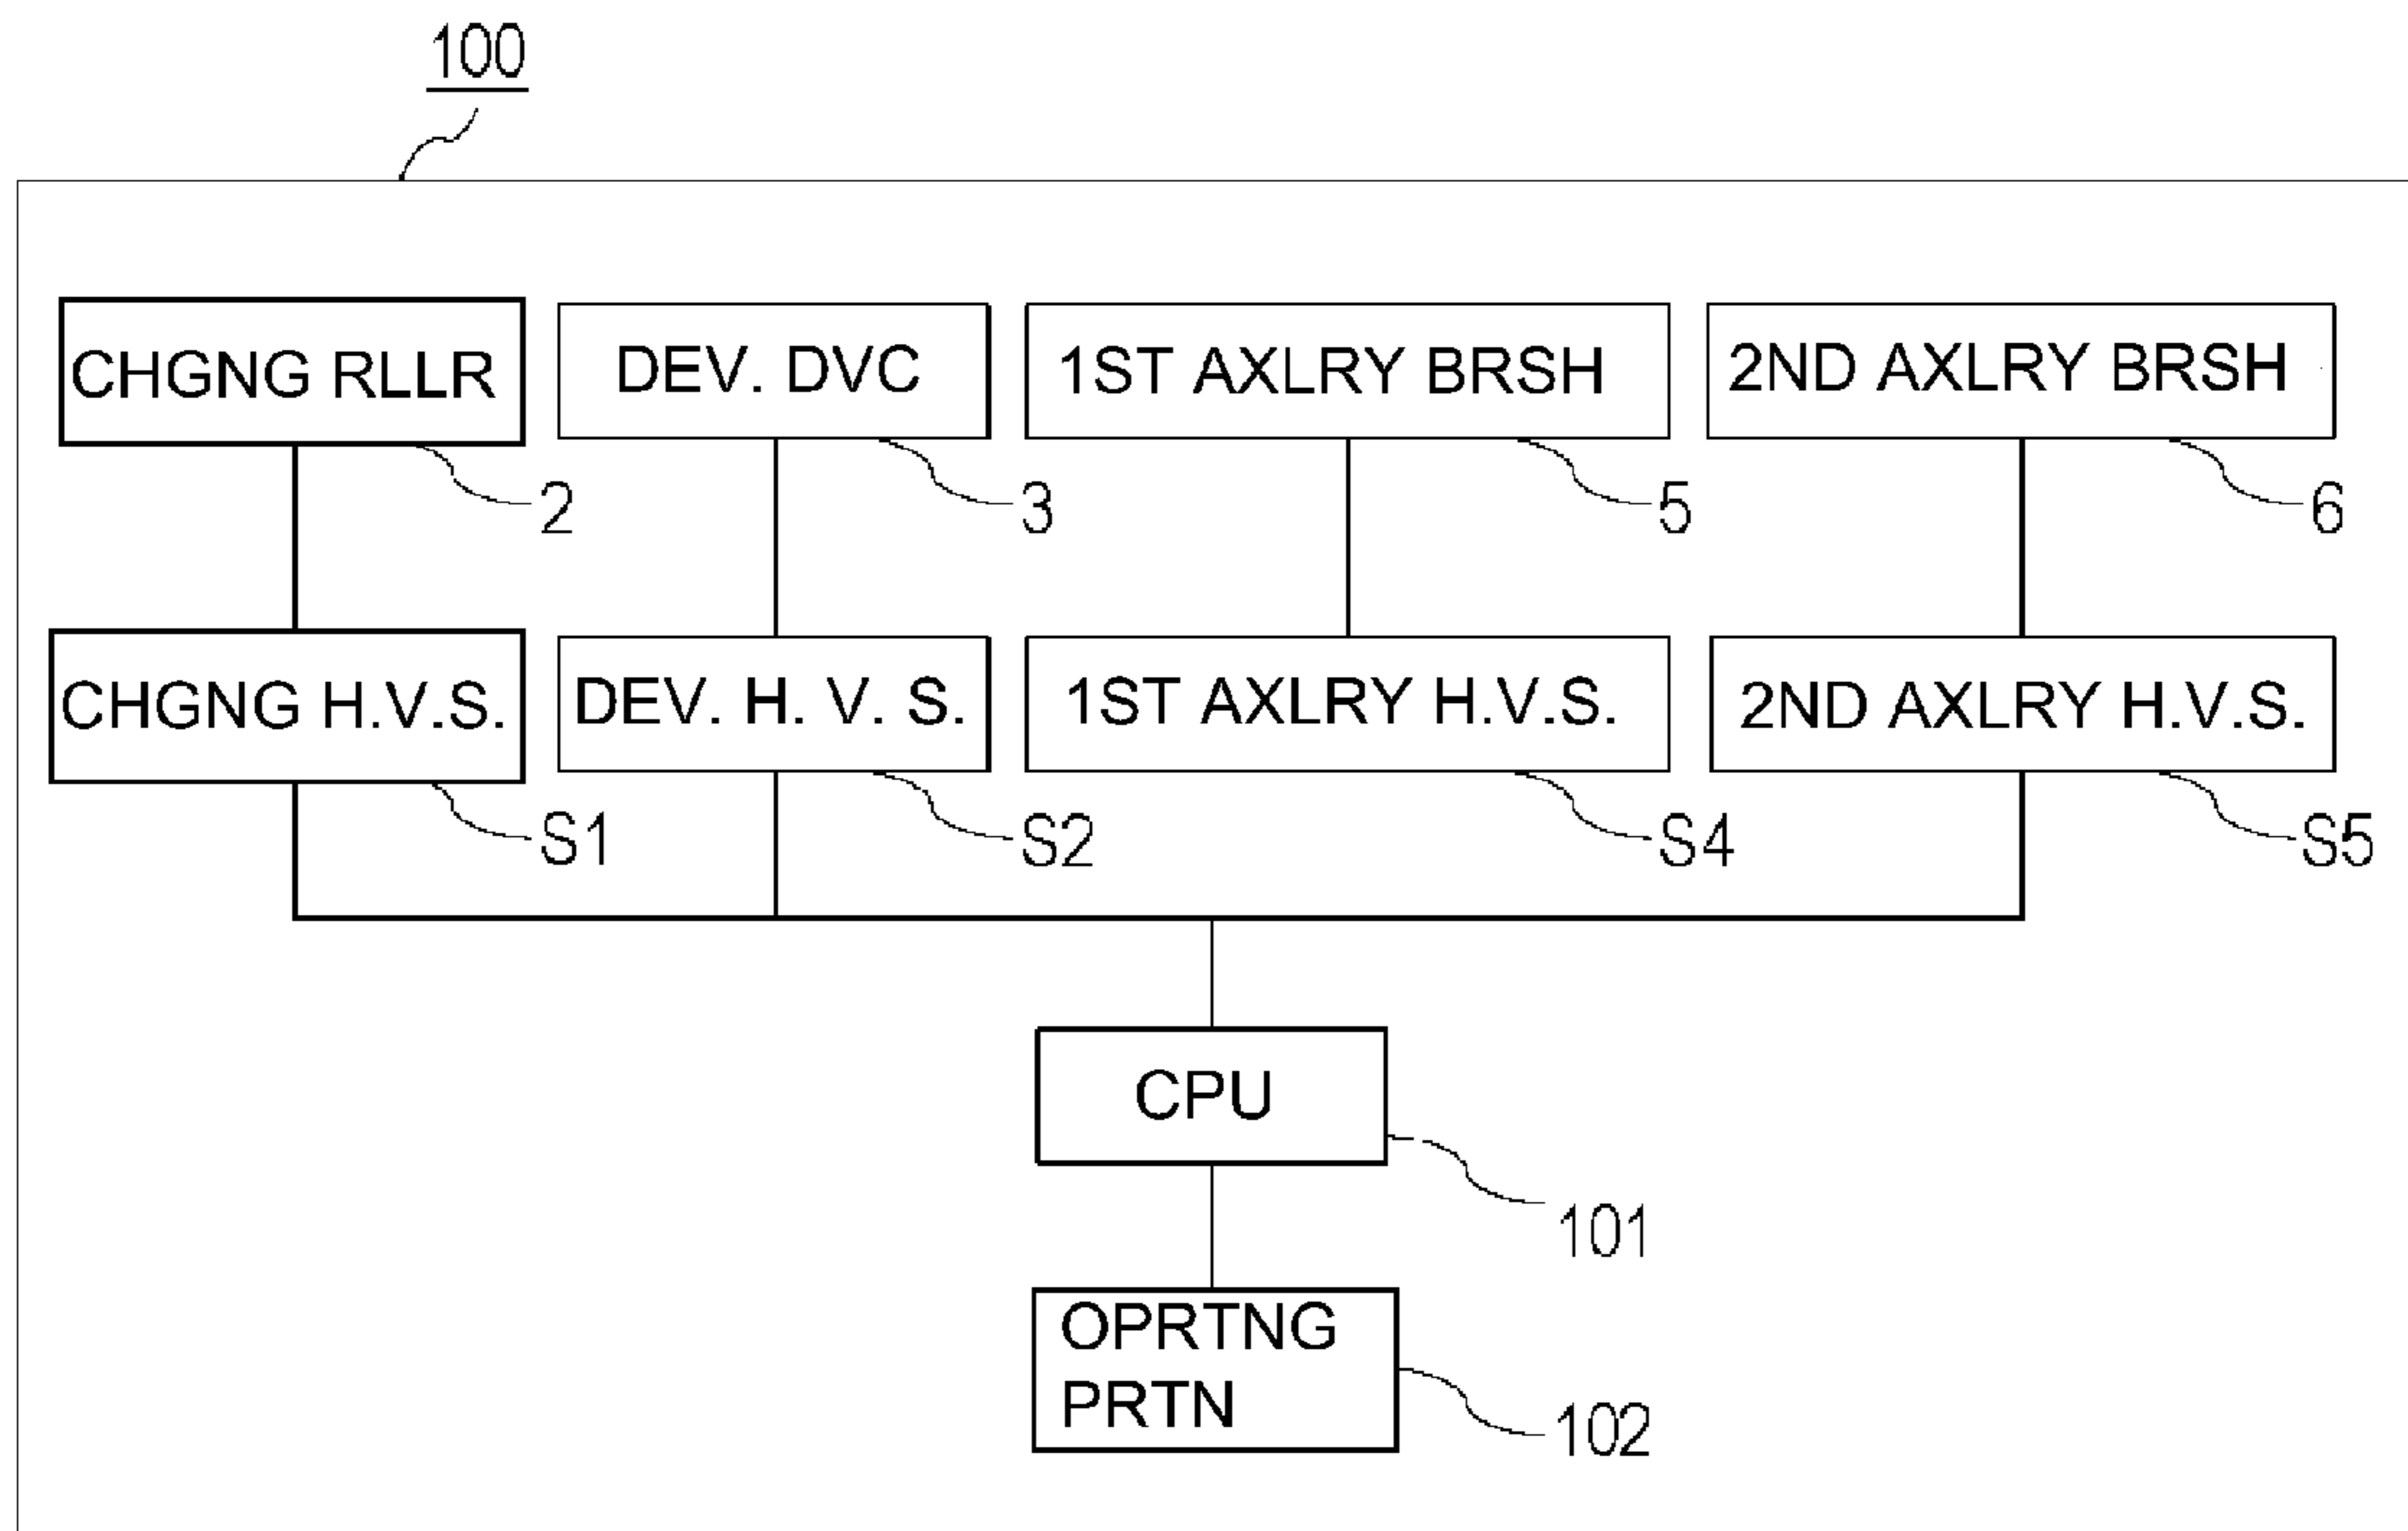 100
CHGNG RLLR
DEV. DVC
1ST AXLRY BRSH
2ND AXLRY BRSH
2
3
5
6
CHGNG H.V.S.
DEV. H. V. S.
1ST AXLRY H.V.S.
2ND AXLRY H.V.S.
S1
S2
S4
S5
CPU
101
OPRTNG
PRTN
102